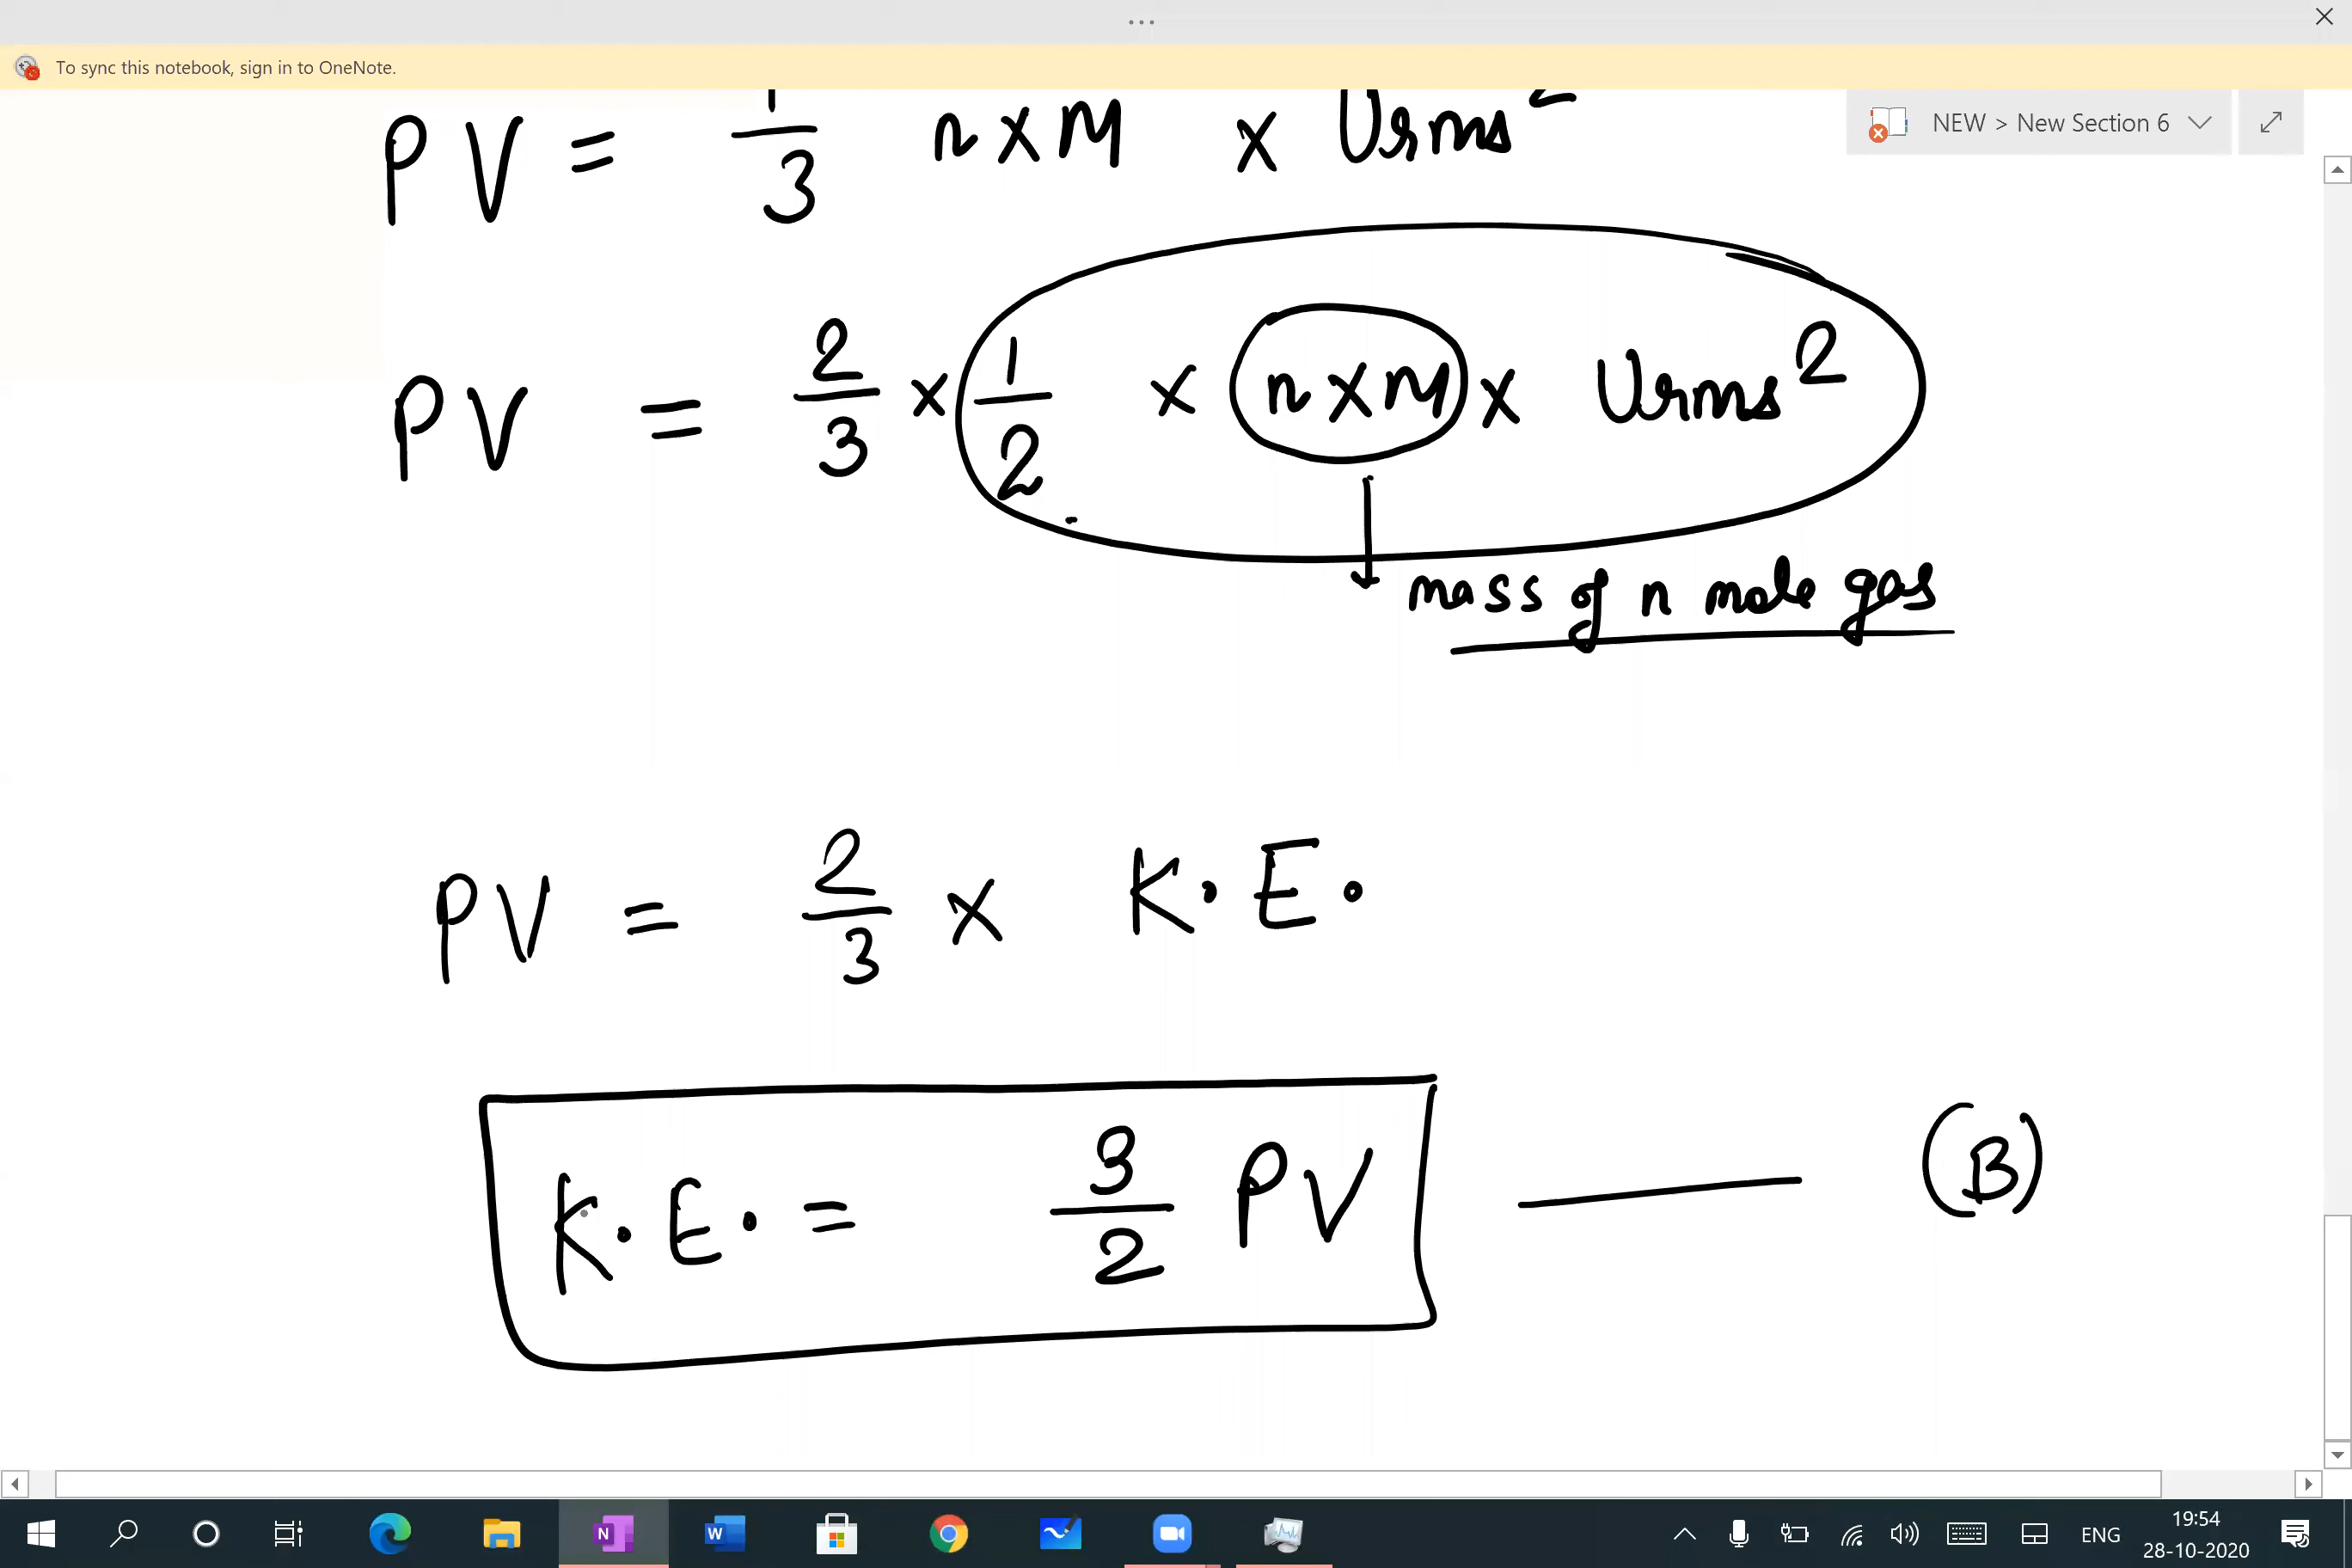 To sync this notebook, sign in to OneNote.
NEW > New Section 6
PV = 1/3 n x M x Urms²
PV = 2/3 x 1/2 x n x M x Urms²
mass of n mole gas
PV = 2/3 x K.E.
K.E. = 3/2 PV — (B)
ENG
19:54
28-10-2020